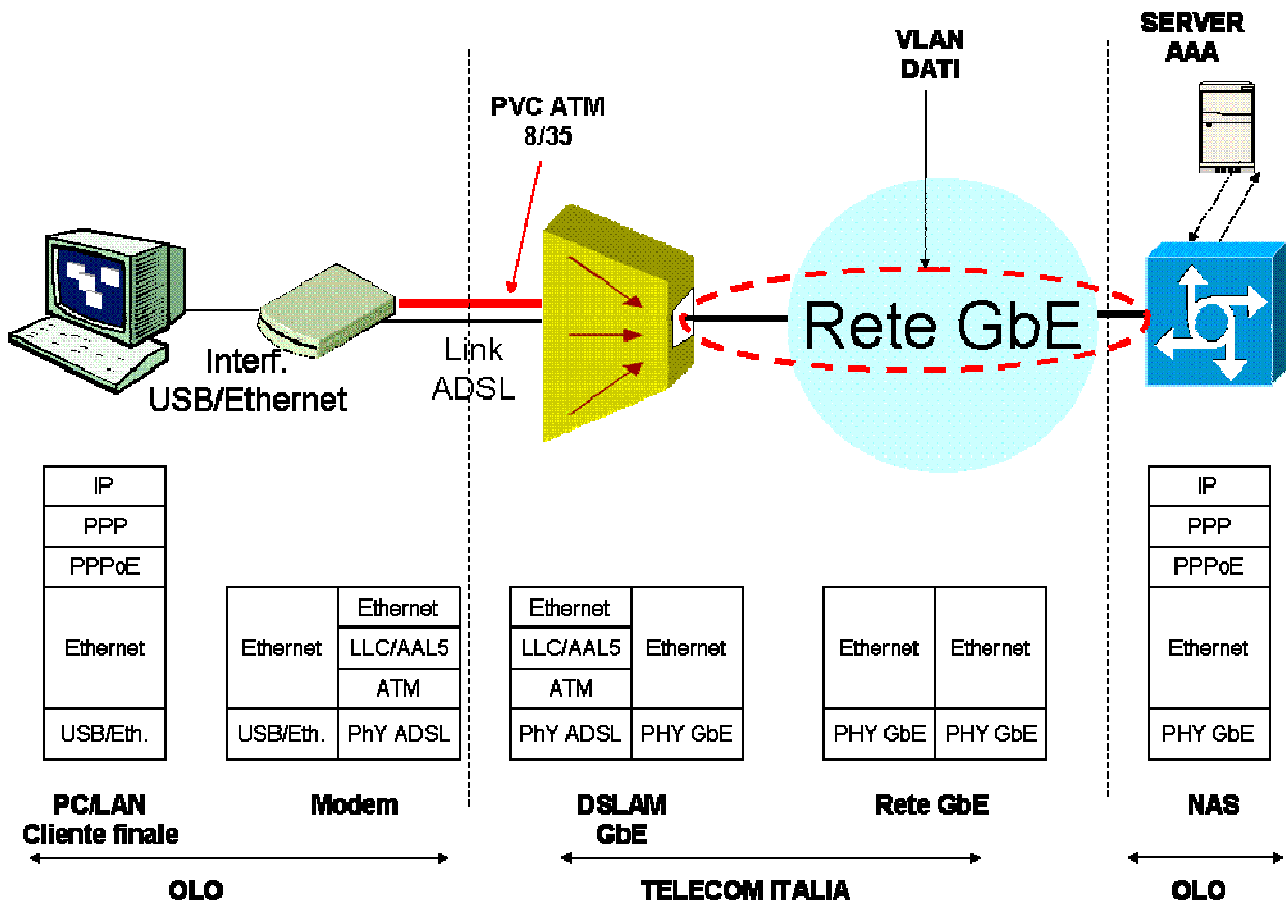 SERVER
AAA
VLAN
DATI
PVC ATM
8/35
Rete GbE
Link
ADSL
Interf.
USB/Ethernet
IP
PPP
PPPoE
Ethernet
USB/Eth.
Ethernet
USB/Eth.
Ethernet
LLC/AAL5
ATM
PhY ADSL
Ethernet
LLC/AAL5
ATM
PhY ADSL
Ethernet
PHY GbE
Ethernet
PHY GbE
Ethernet
PHY GbE
IP
PPP
PPPoE
Ethernet
PHY GbE
PC/LAN
Cliente finale
Modem
DSLAM
GbE
Rete GbE
NAS
OLO
TELECOM ITALIA
OLO